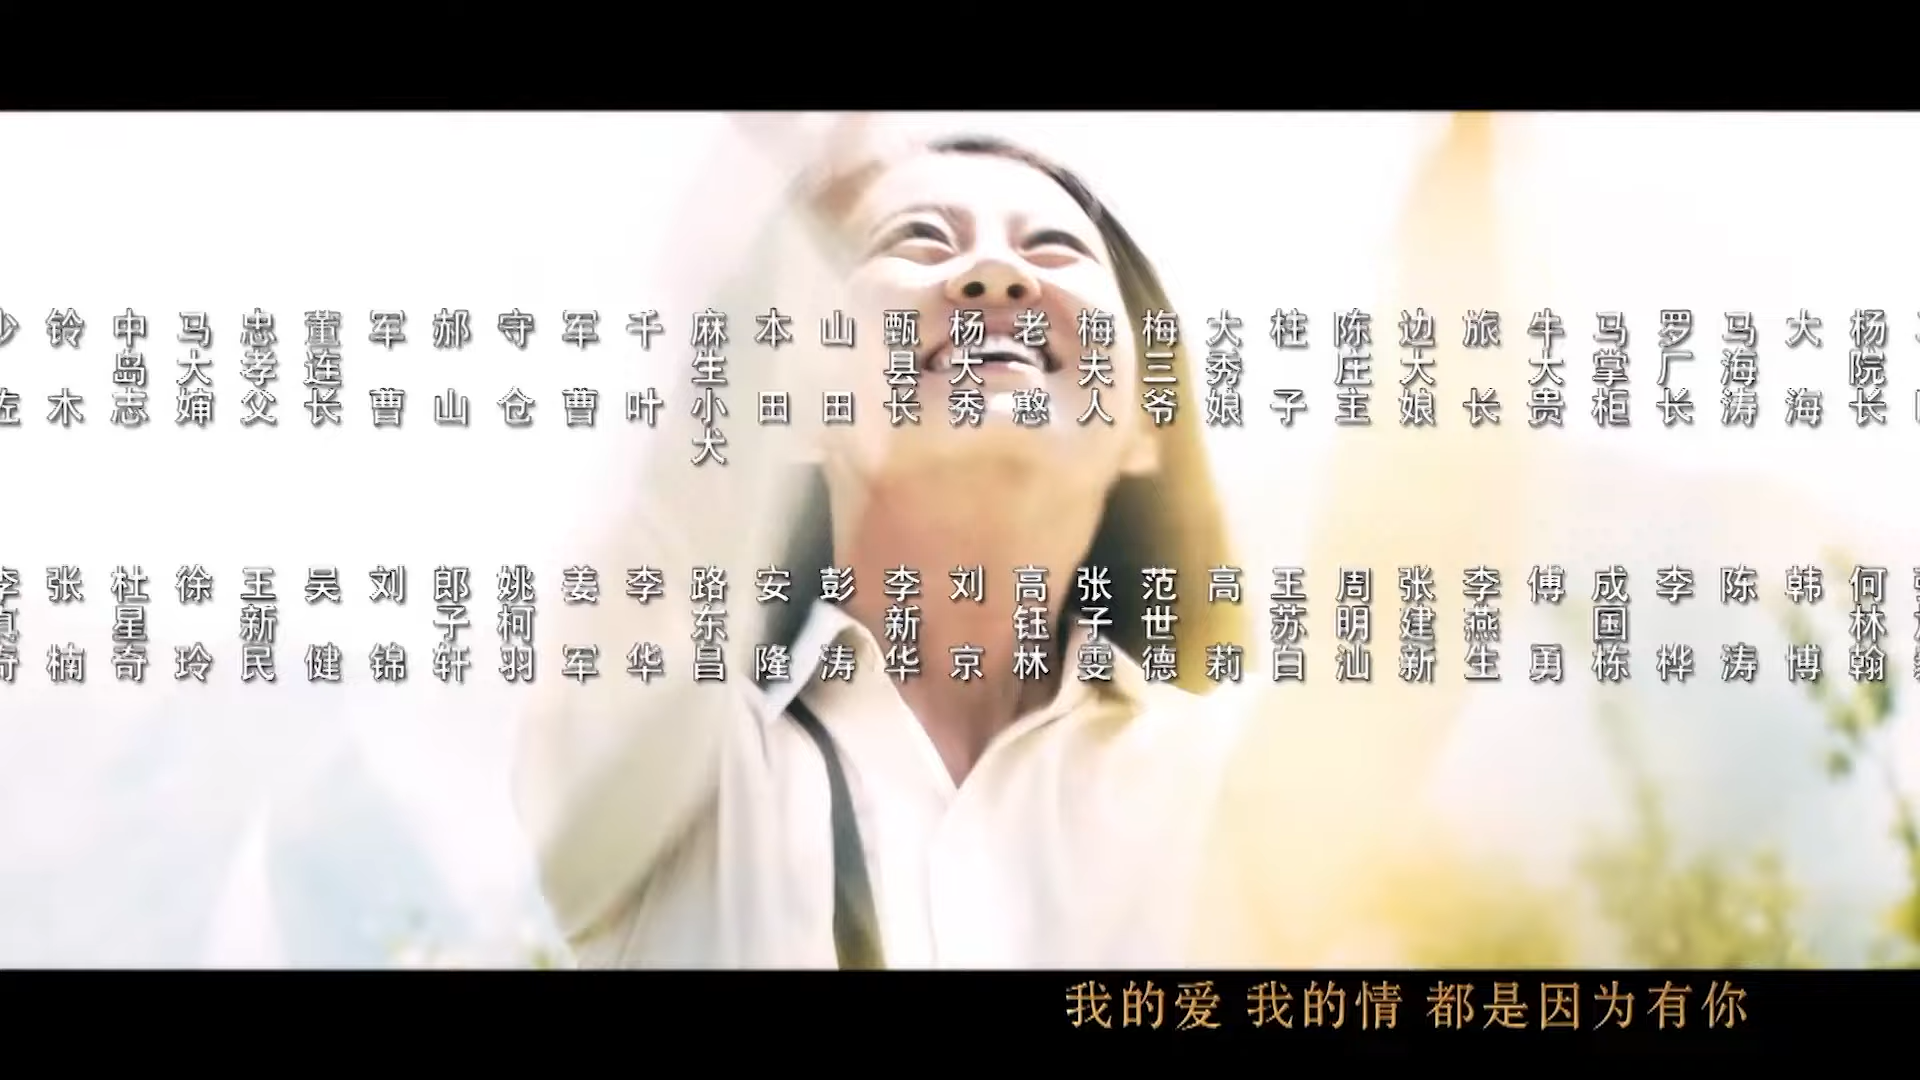 铃木
中岛志
马大婶
忠孝父
董连长
军曹
郝山
守仓
军曹
千叶
麻生小犬
本田
山田
甄县长
杨大秀
老憨
梅夫人
梅三爷
大秀娘
柱子
陈庄主
边大娘
旅长
牛大贵
马掌柜
罗厂长
马海涛
大海
杨院长
张楠
杜星奇
徐玲
王新民
吴健
刘锦
郎子轩
姚柯羽
姜军
李华
路东昌
安隆
彭涛
李新华
刘京
高钰林
张子雯
范世德
高莉
王苏白
周明汕
张建新
李燕生
傅勇
成国栋
李桦
陈涛
韩博
何林翰
我的爱 我的情 都是因为有你